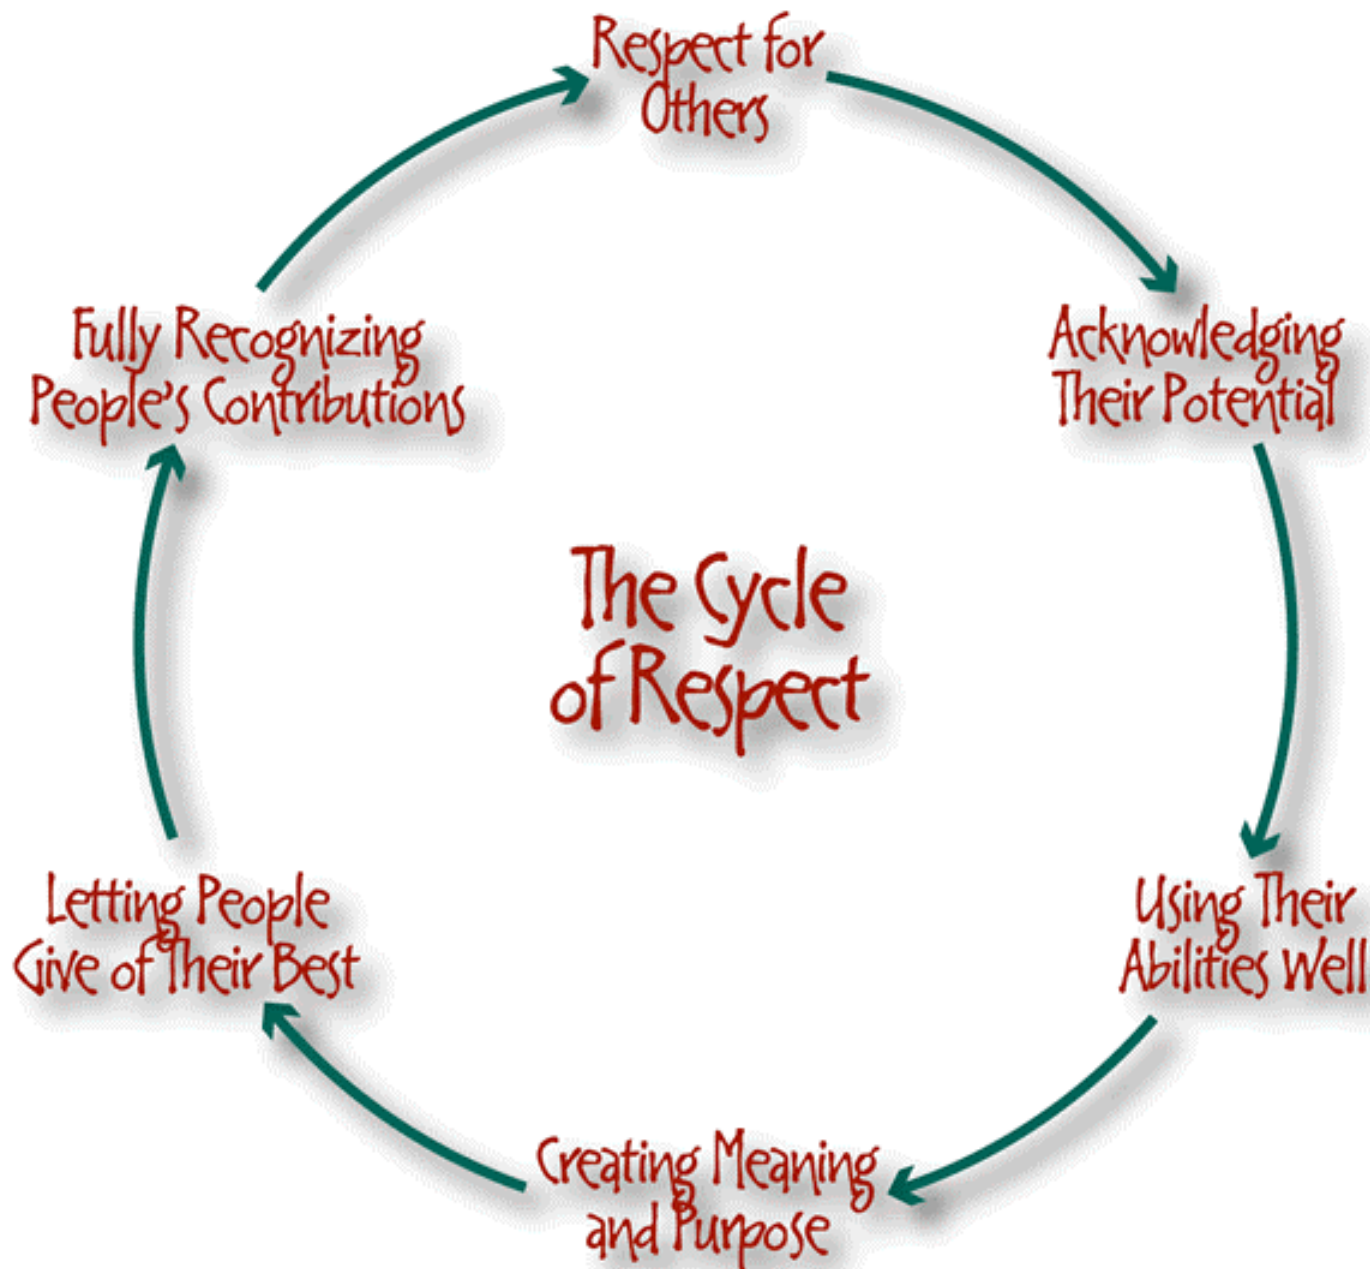 Respect for
Others
Acknowledging
Their Potential
Using Their
Abilities Well
Creating Meaning
and Purpose
Letting People
Give of Their Best
Fully Recognizing
People's Contributions
The Cycle
of Respect